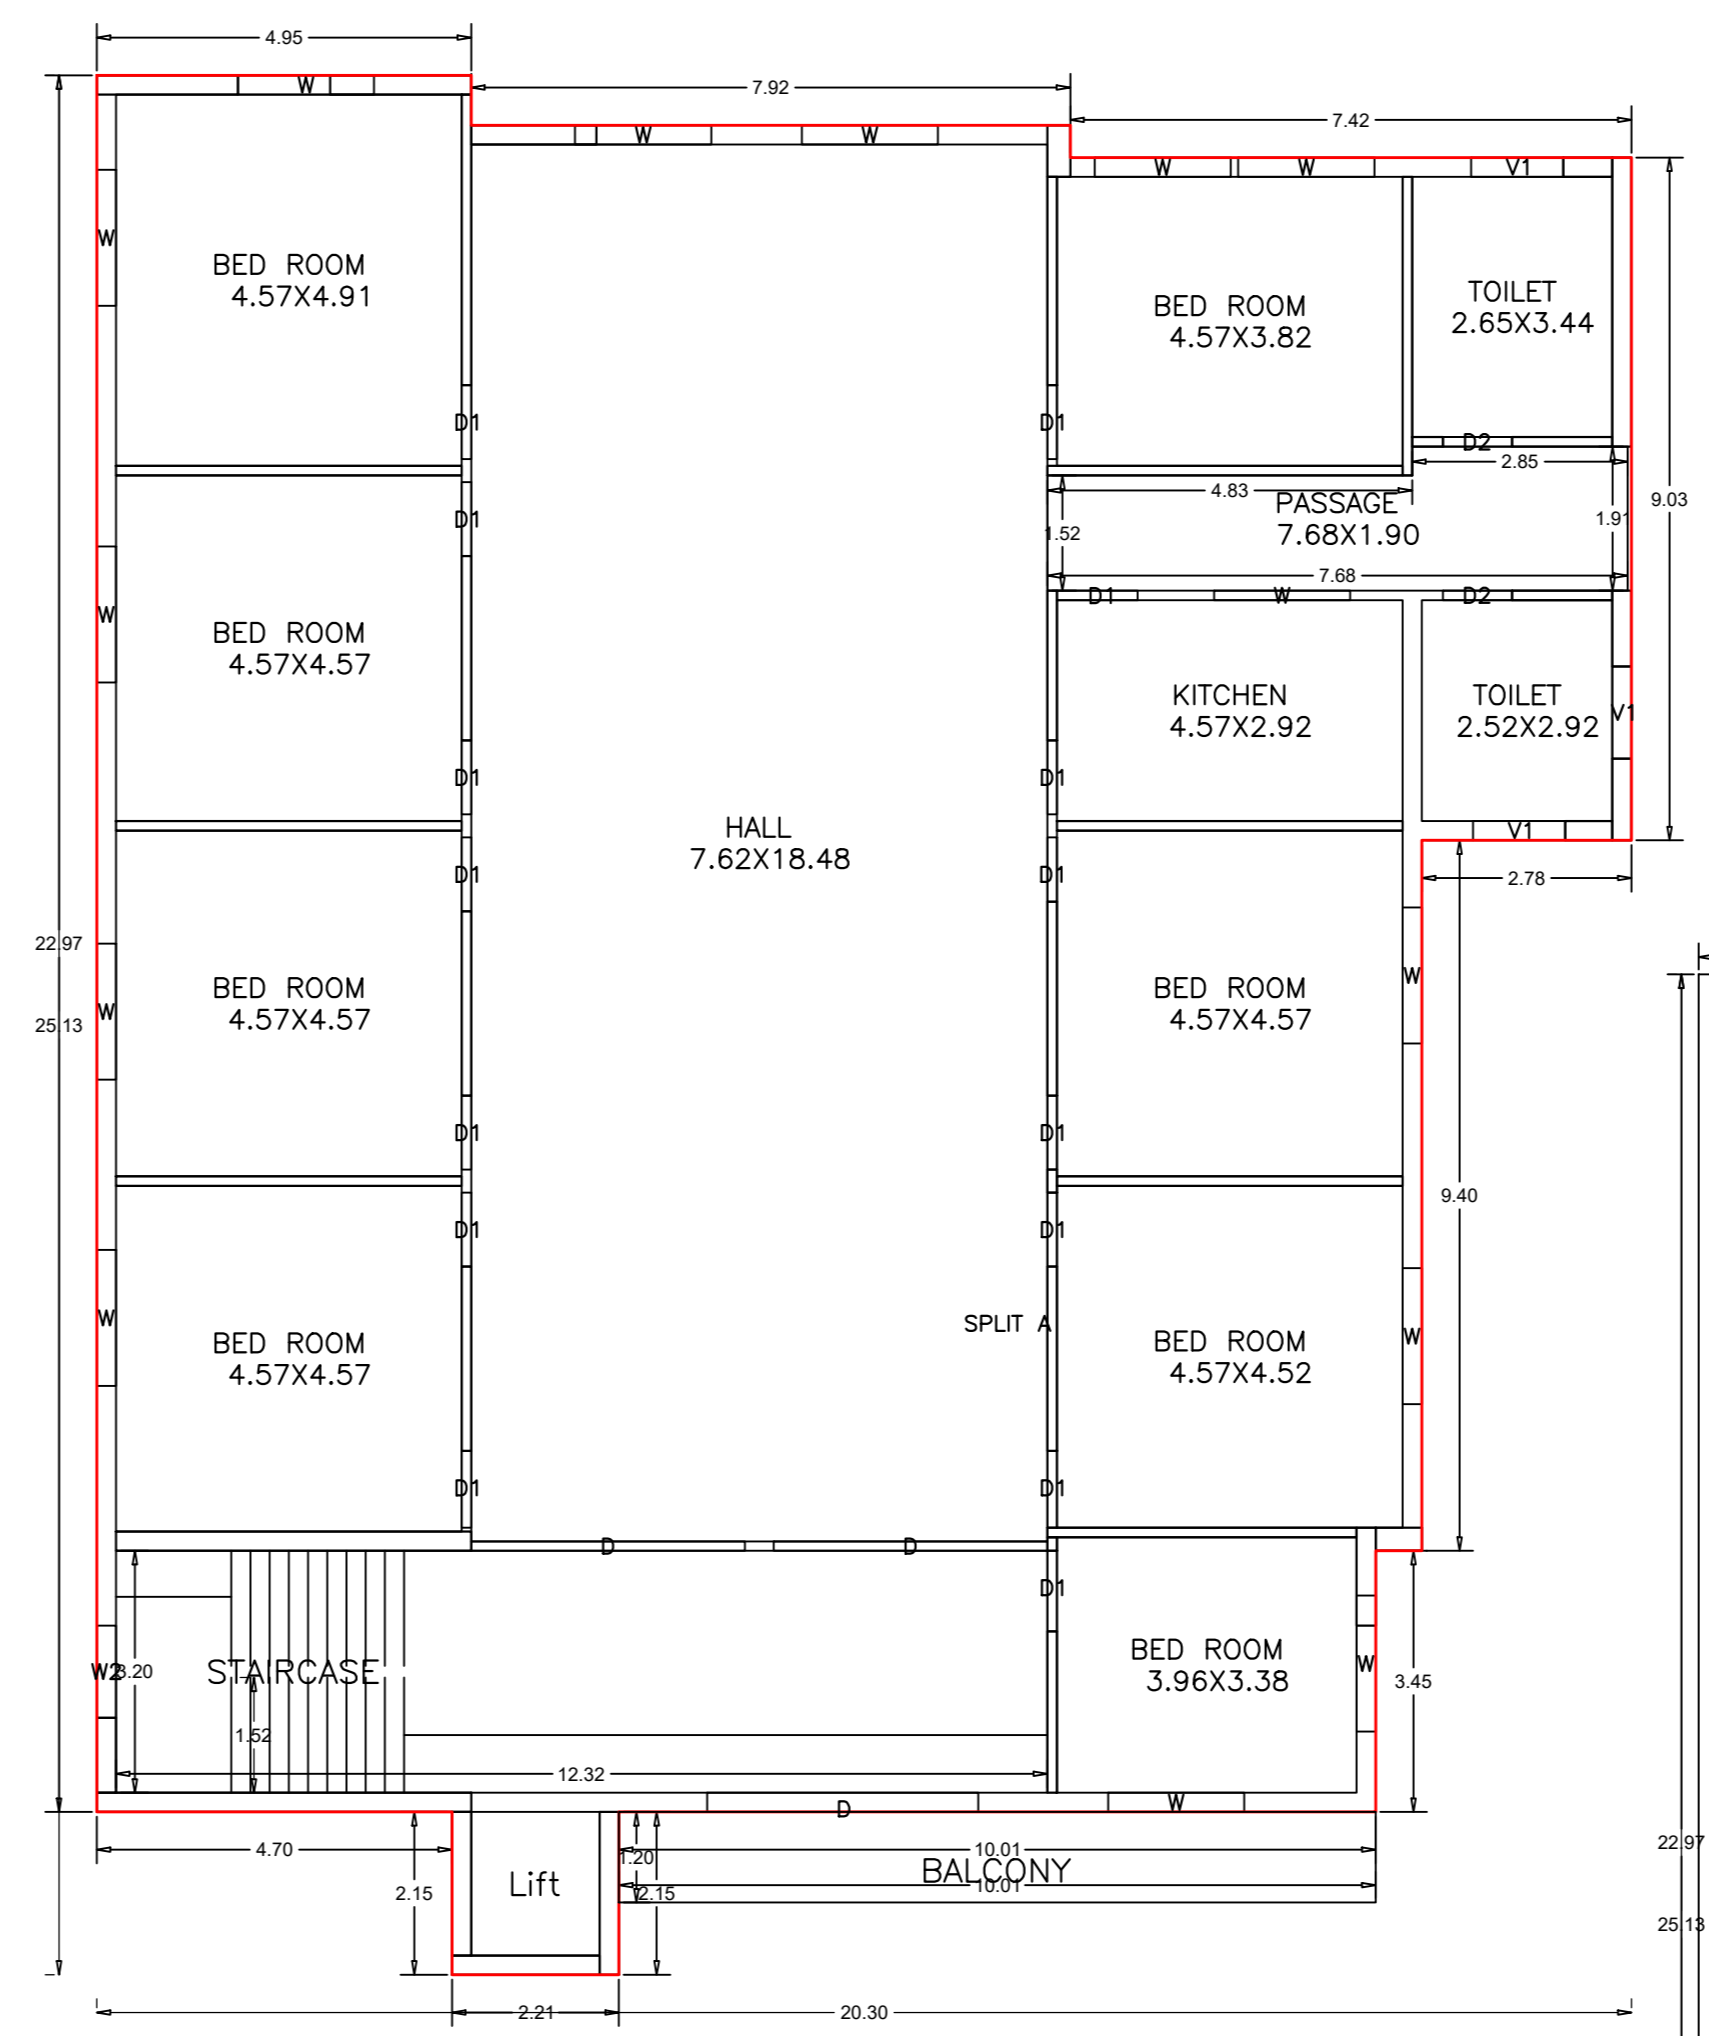 4.95
7.92
7.42
W
W
W
W
W
V1
W
BED ROOM
4.57X4.91
BED ROOM
4.57X3.82
TOILET
2.65X3.44
D1
D1
D2
2.85
4.83
PASSAGE
7.68X1.90
9.03
D1
1.52
1.91
7.68
D1
W
D2
W
BED ROOM
4.57X4.57
KITCHEN
4.57X2.92
TOILET
2.52X2.92
V1
D1
D1
HALL
7.62X18.48
V1
D1
D1
2.78
22.97
W
BED ROOM
4.57X4.57
BED ROOM
4.57X4.57
W
25.13
D1
D1
9.40
D1
D1
W
BED ROOM
4.57X4.57
SPLIT A
BED ROOM
4.57X4.52
W
D1
D1
D
D
D1
W2
3.20
STAIRCASE
BED ROOM
3.96X3.38
W
3.45
1.52
12.32
D
W
4.70
10.01
1.20
BALCONY
10.01
2.15
Lift
2.15
22.97
25.13
2.21
20.30